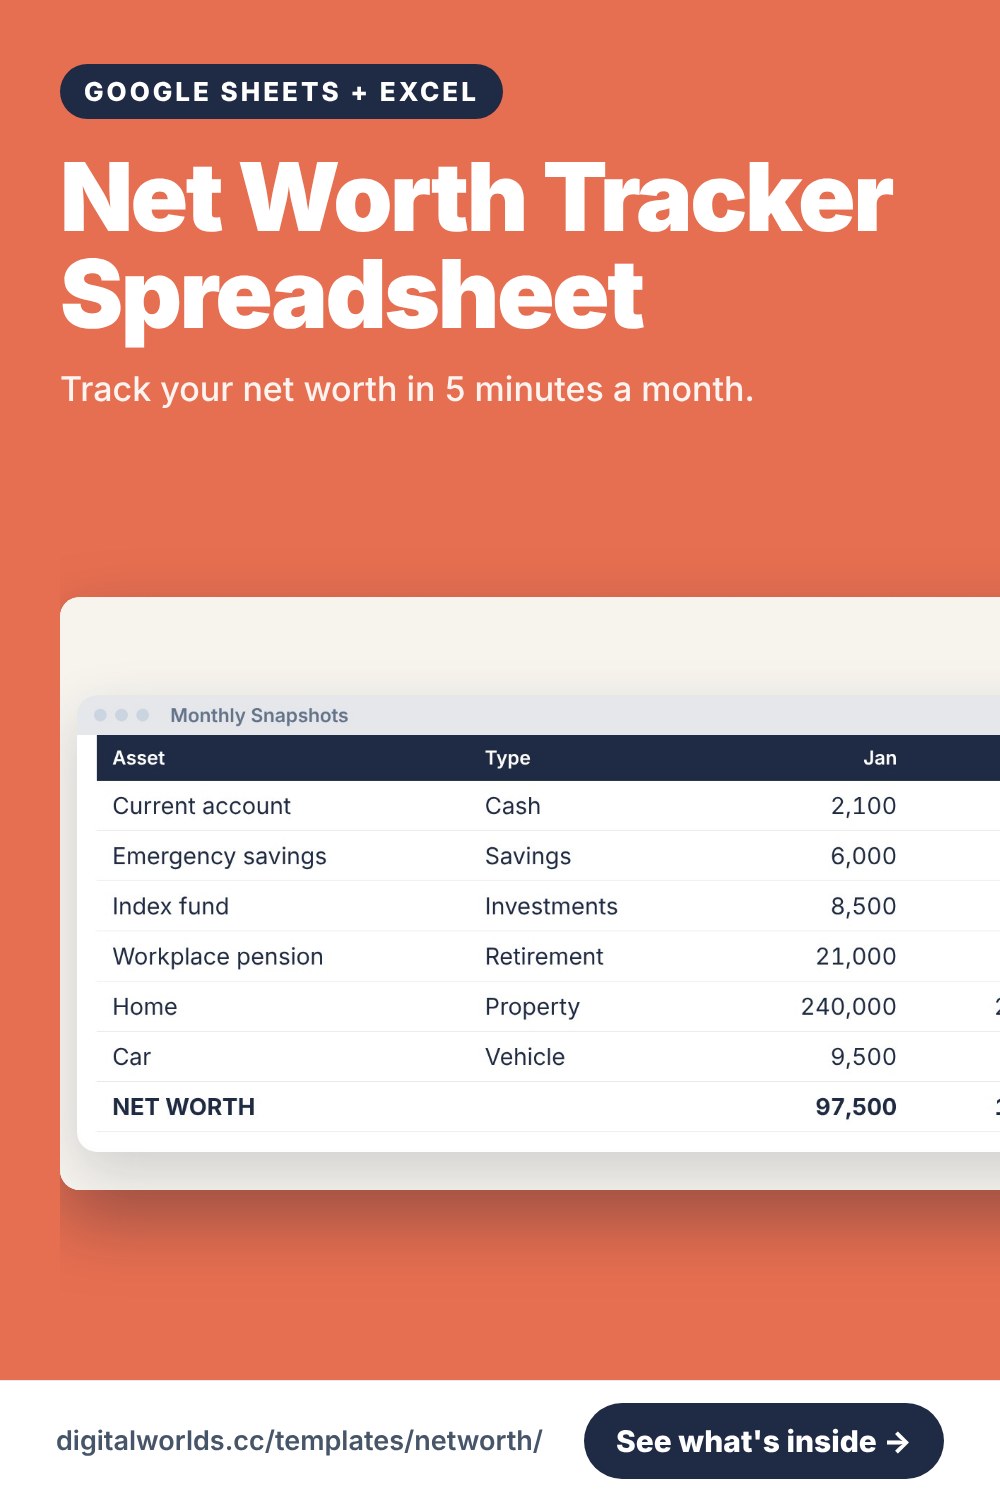 GOOGLE SHEETS + EXCEL
Net Worth Tracker
Spreadsheet
Track your net worth in 5 minutes a month.
Monthly Snapshots
Asset Type Jan
Current account Cash 2,100
Emergency savings Savings 6,000
Index fund Investments 8,500
Workplace pension Retirement 21,000
Home Property 240,000
Car Vehicle 9,500
NET WORTH 97,500
digitalworlds.cc/templates/networth/ See what's inside →